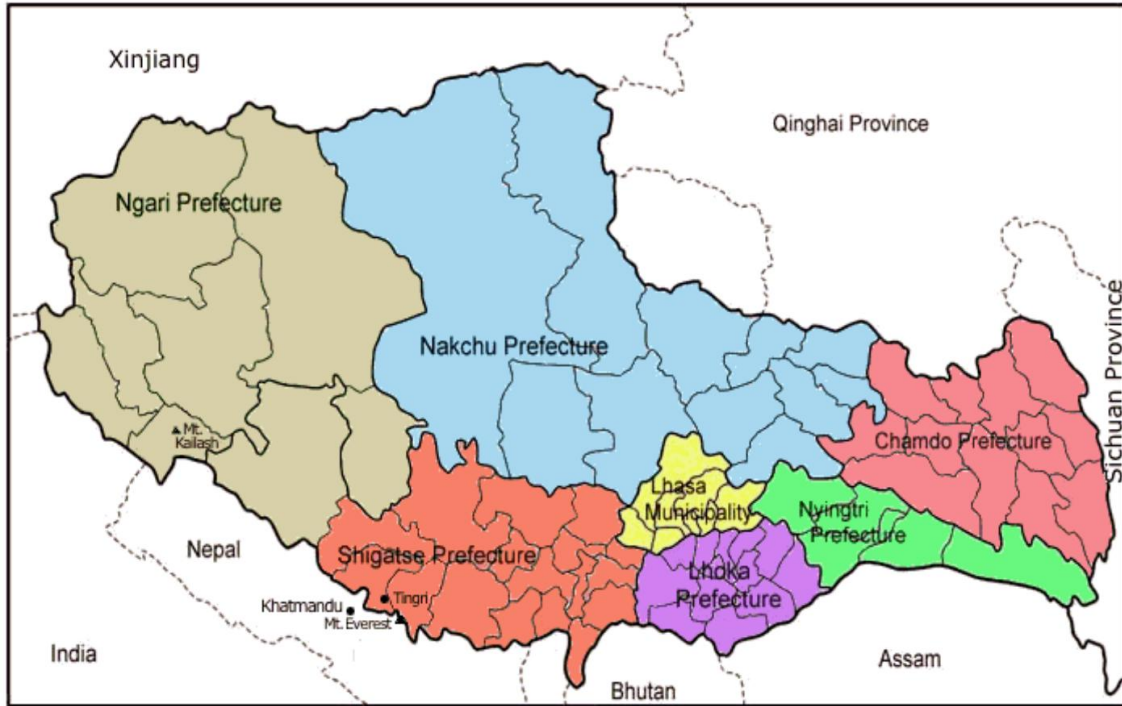 Xinjiang
Qinghai Province
Ngari Prefecture
Sichuan Province
Nakchu Prefecture
Mt.
Kailash
Chamdo Prefecture
Lhasa
Municipality
Nyingtri
Prefecture
Nepal
Shigatse Prefecture
Lhoka
Prefecture
Tingri
Khatmandu
Mt. Everest
India
Assam
Bhutan